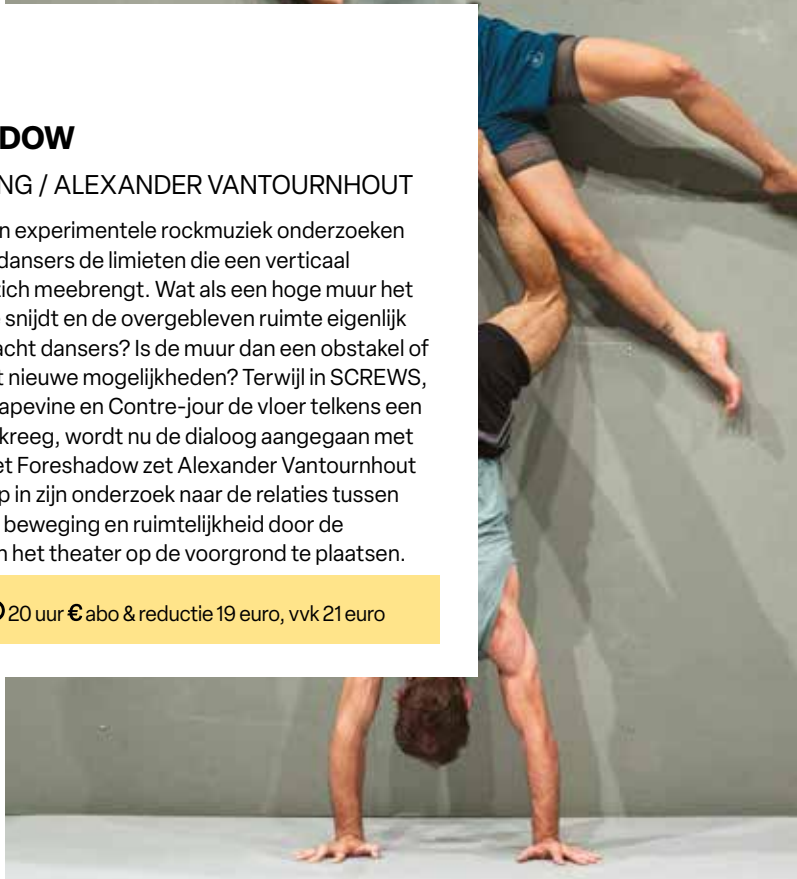 DOW
NG / ALEXANDER VANTOURNHOUT
n experimentele rockmuziek onderzoeken
dansers de limieten die een verticaal
ich meebrengt. Wat als een hoge muur het
snijdt en de overgebleven ruimte eigenlijk
acht dansers? Is de muur dan een obstakel of
t nieuwe mogelijkheden? Terwijl in SCREWS,
apevine en Contre-jour de vloer telkens een
kreeg, wordt nu de dialoog aangegaan met
et Foreshadow zet Alexander Vantournhout
p in zijn onderzoek naar de relaties tussen
beweging en ruimtelijkheid door de
n het theater op de voorgrond te plaatsen.
20 uur € abo & reductie 19 euro, vvk 21 euro